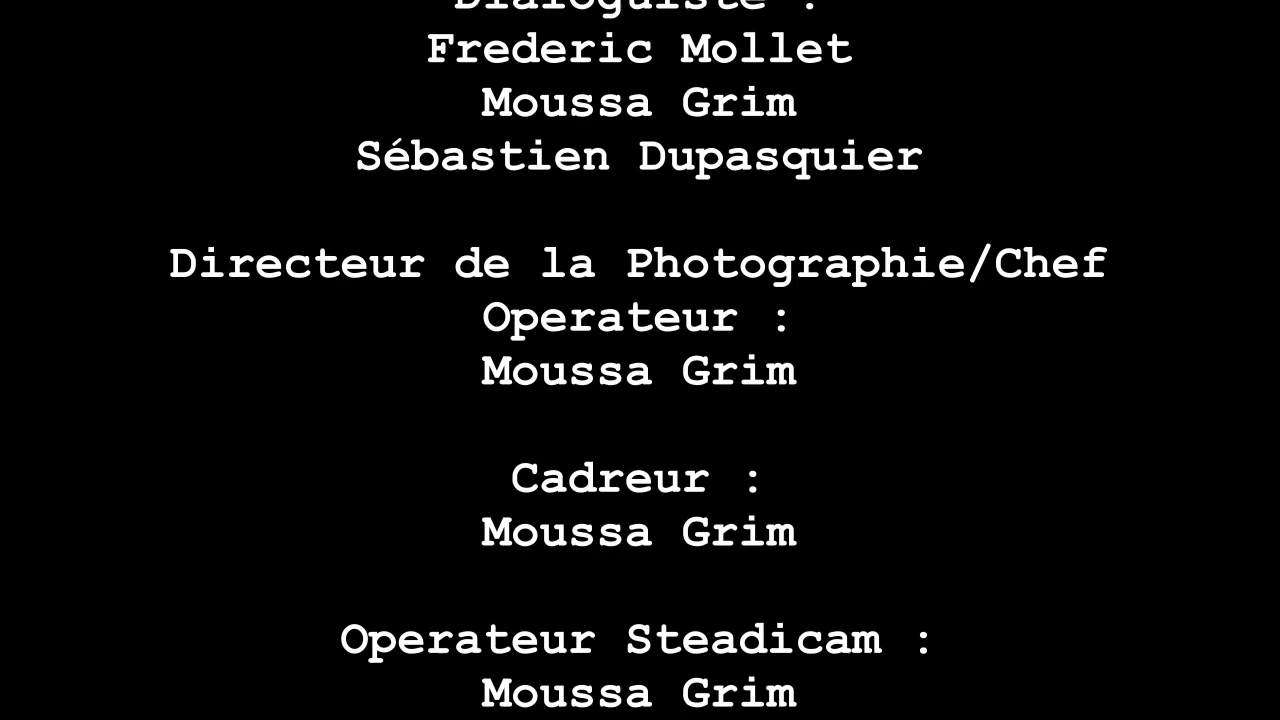 Dialoguiste :
Frederic Mollet
Moussa Grim
Sébastien Dupasquier
Directeur de la Photographie/Chef
Operateur :
Moussa Grim
Cadreur :
Moussa Grim
Operateur Steadicam :
Moussa Grim